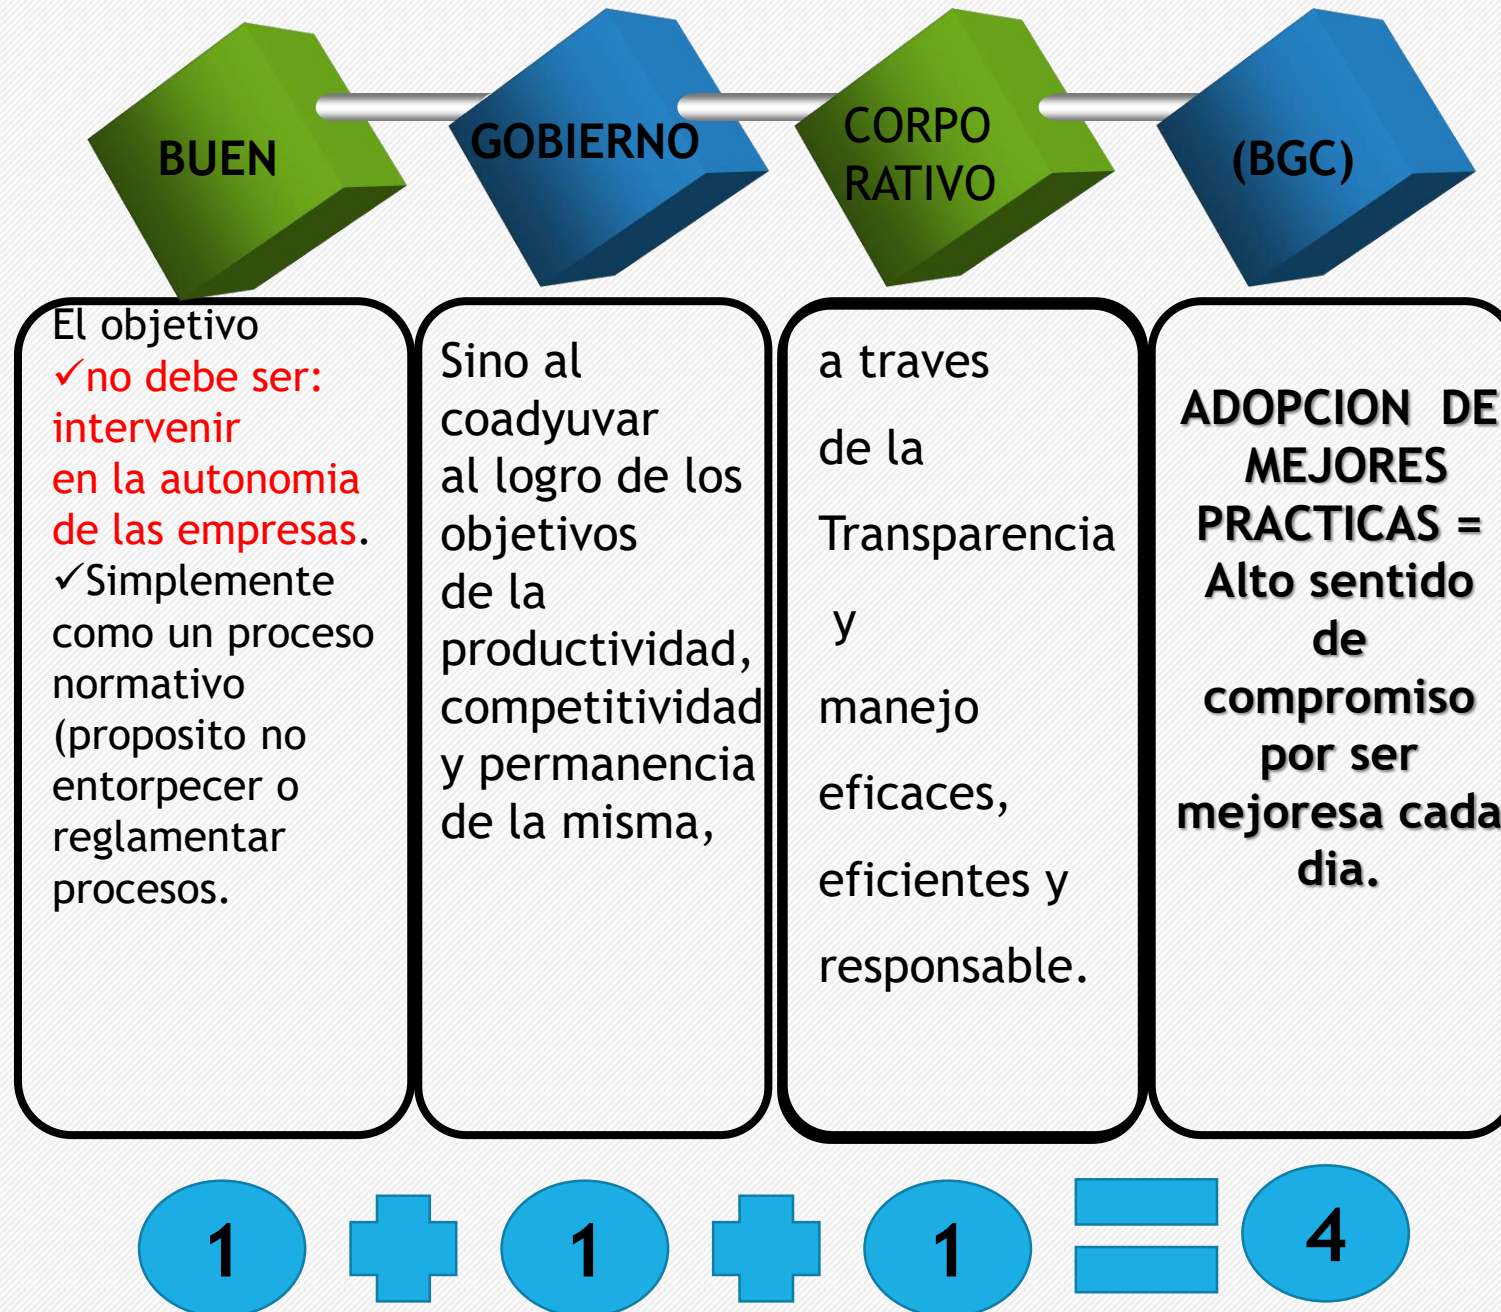 BUEN
GOBIERNO
CORPO
RATIVO
(BGC)
El objetivo
✓no debe ser:
intervenir
en la autonomia
de las empresas.
✓Simplemente
como un proceso
normativo
(proposito no
entorpecer o
reglamentar
procesos.
Sino al
coadyuvar
al logro de los
objetivos
de la
productividad,
competitividad
y permanencia
de la misma,
a traves
de la
Transparencia
y
manejo
eficaces,
eficientes y
responsable.
ADOPCION DE
MEJORES
PRACTICAS =
Alto sentido
de
compromiso
por ser
mejoresa cada
dia.
1 + 1 + 1 = 4